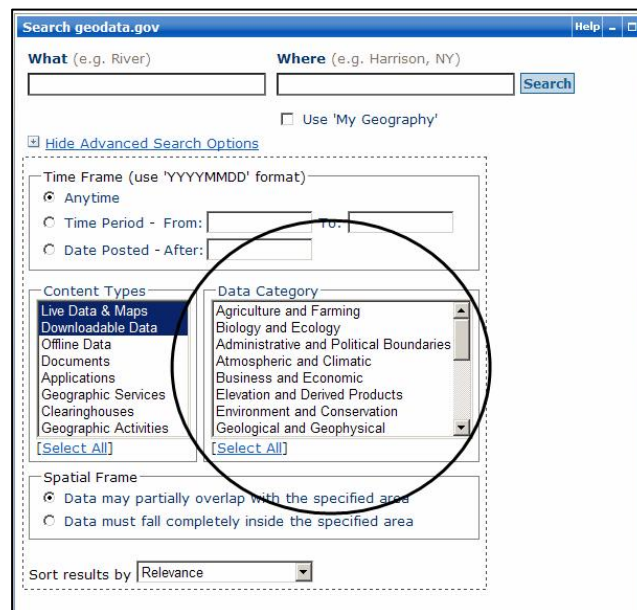 Search geodata.gov Help
What (e.g. River) Where (e.g. Harrison, NY)
Search
Use 'My Geography'
Hide Advanced Search Options
Time Frame (use 'YYYYMMDD' format)
Anytime
Time Period - From: To:
Date Posted - After:
Content Types
Live Data & Maps
Downloadable Data
Offline Data
Documents
Applications
Geographic Services
Clearinghouses
Geographic Activities
[Select All]
Data Category
Agriculture and Farming
Biology and Ecology
Administrative and Political Boundaries
Atmospheric and Climatic
Business and Economic
Elevation and Derived Products
Environment and Conservation
Geological and Geophysical
[Select All]
Spatial Frame
Data may partially overlap with the specified area
Data must fall completely inside the specified area
Sort results by Relevance